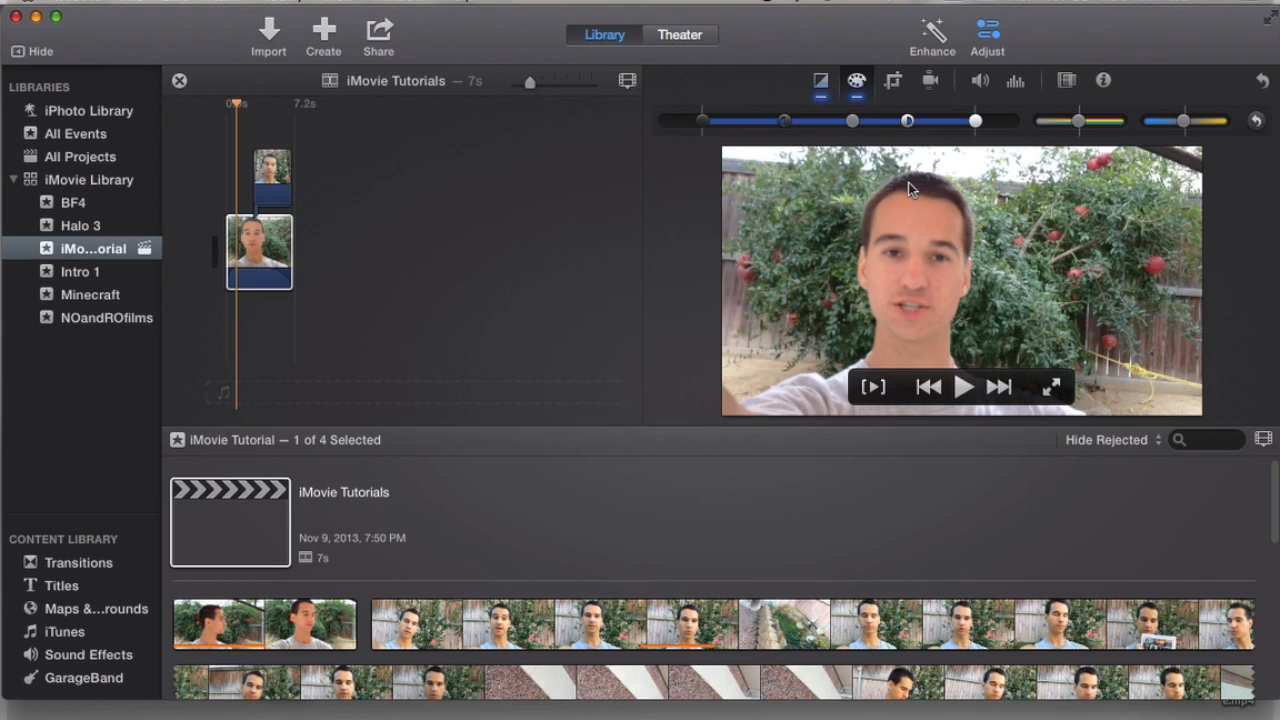 Import
Create
Share
Library
Theater
Enhance
Adjust
Hide
LIBRARIES
iPhoto Library
All Events
All Projects
iMovie Library
BF4
Halo 3
iMo...orial
Intro 1
Minecraft
NOandROfilms
iMovie Tutorials — 7s
7.2s
iMovie Tutorial — 1 of 4 Selected
Hide Rejected
iMovie Tutorials
Nov 9, 2013, 7:50 PM
7s
CONTENT LIBRARY
Transitions
Titles
Maps &...rounds
iTunes
Sound Effects
GarageBand
e.mp4